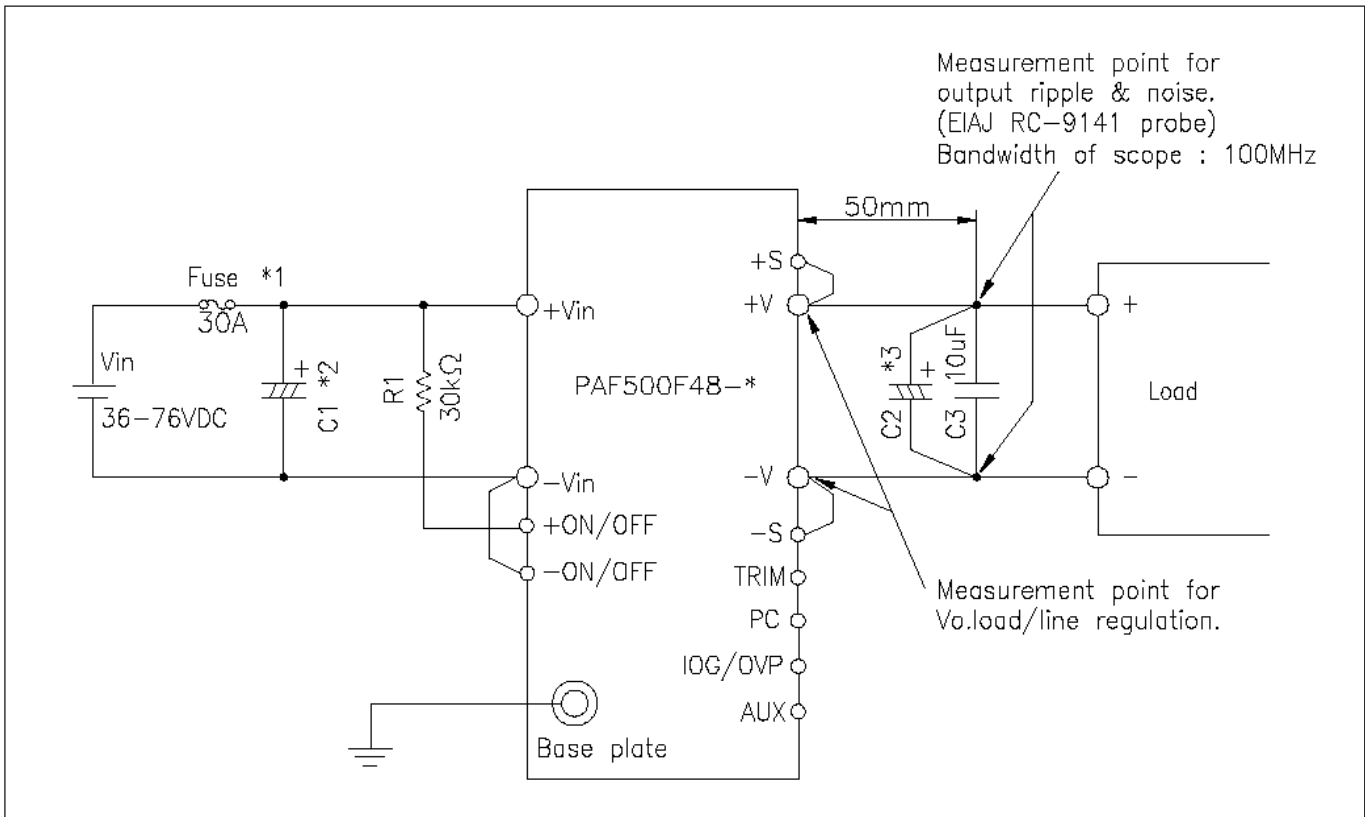 Measurement point for
output ripple & noise.
(EIAJ RC-9141 probe)
Bandwidth of scope : 100MHz
50mm
Fuse *1
30A
Vin
36-76VDC
C1 *2
+
R1
30kΩ
+Vin
-Vin
+ON/OFF
-ON/OFF
PAF500F48-*
Base plate
+S
+V
-V
-S
TRIM
PC
IOG/OVP
AUX
*3
+
C2
10uF
C3
+
Load
-
Measurement point for
Vo.load/line regulation.